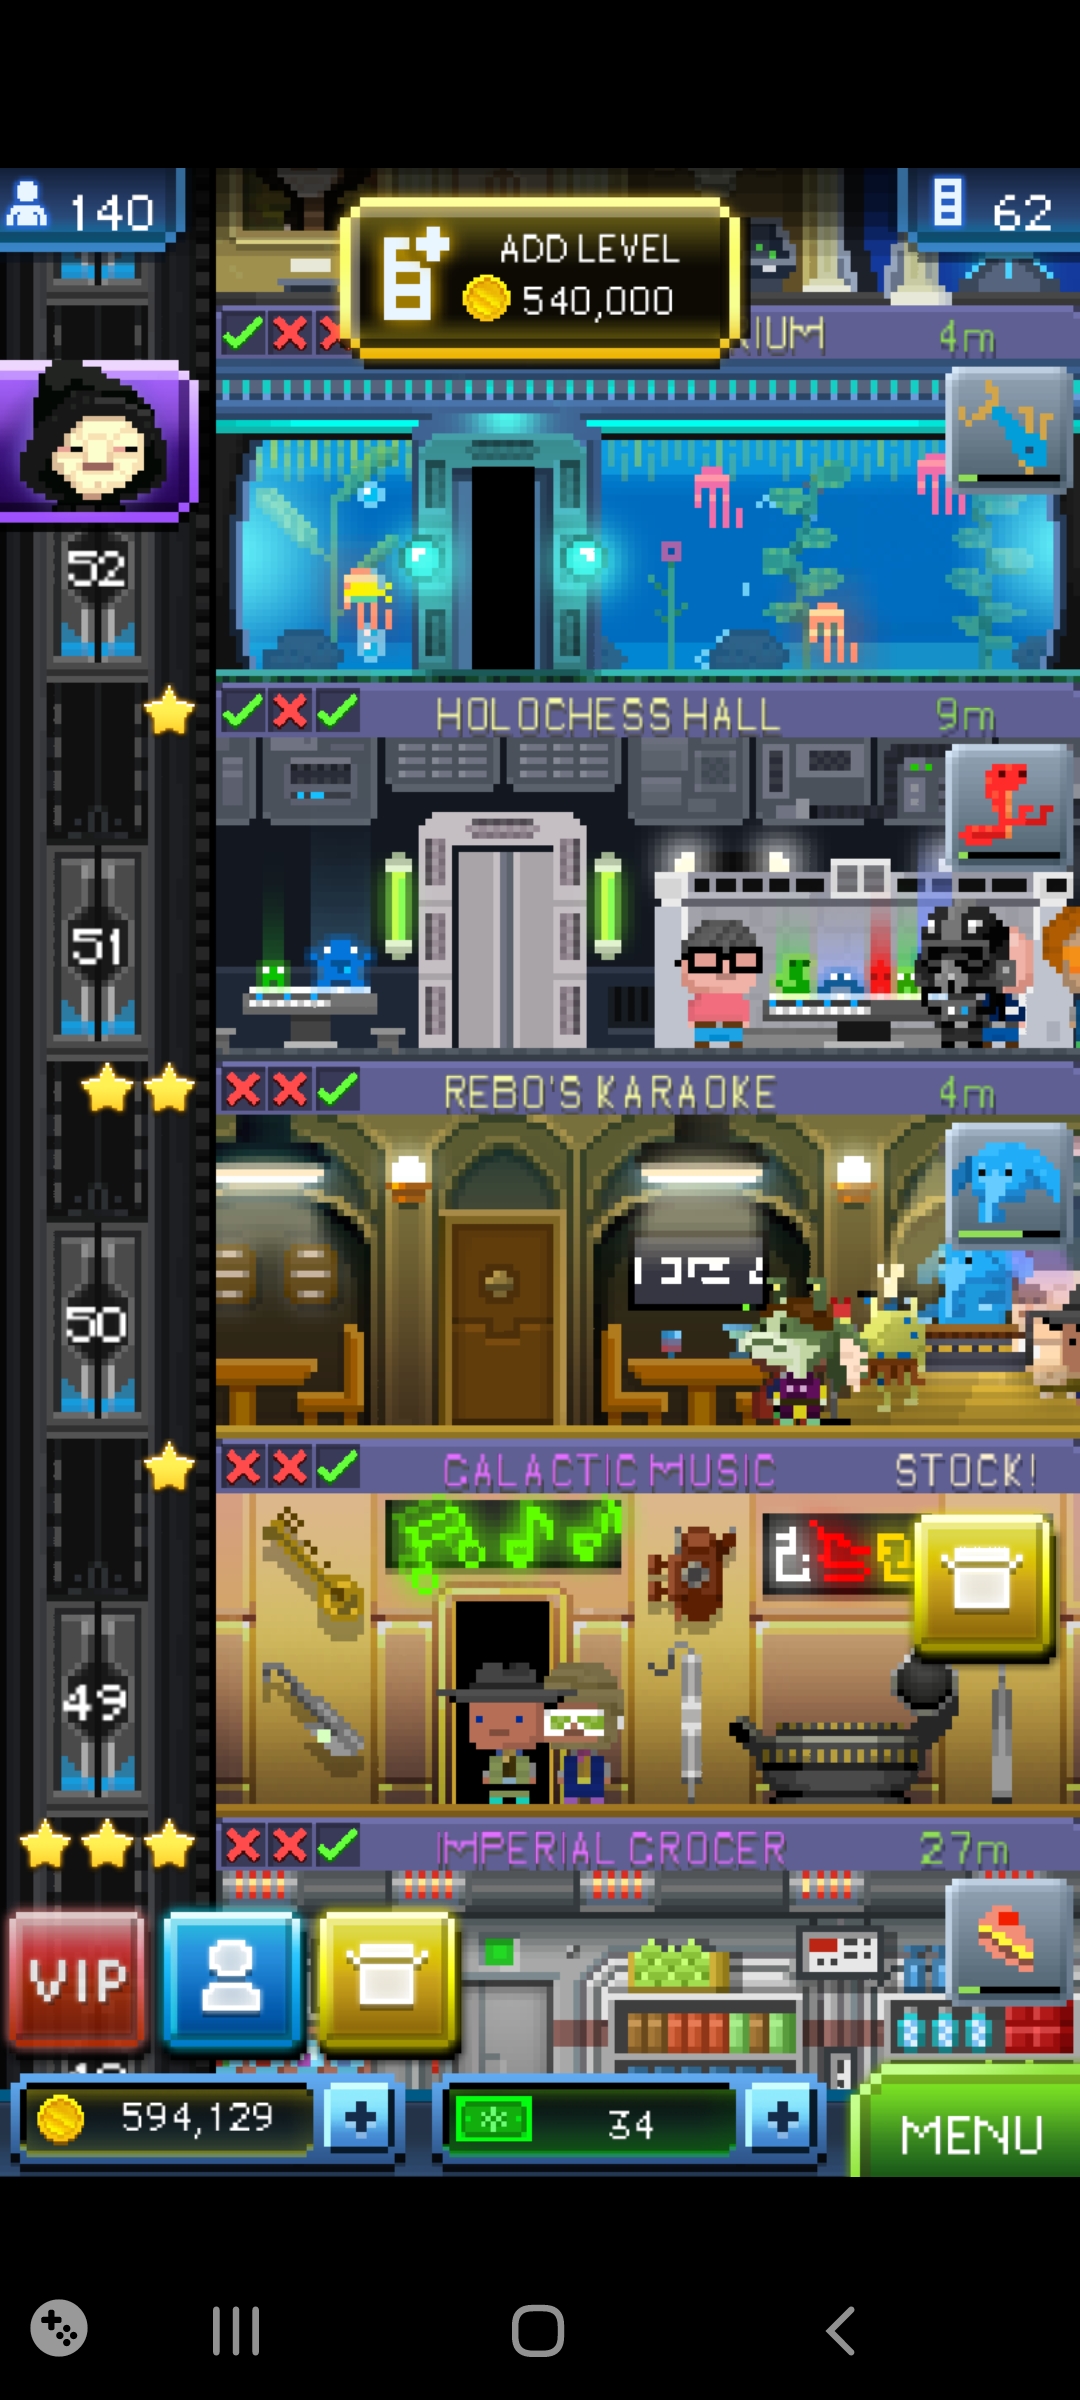 140
ADD LEVEL
540,000
62
RIUM
4m
52
HOLOCHESS HALL
9m
51
REBO'S KARAOKE
4m
50
GALACTIC MUSIC
STOCK!
49
IMPERIAL GROCER
27m
VIP
594,129
34
MENU